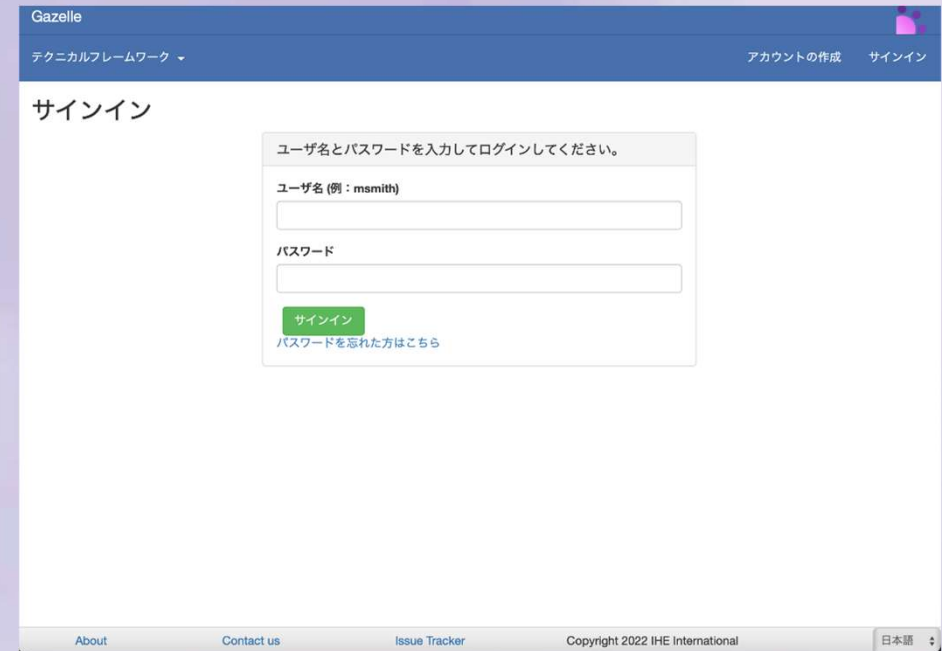 Gazelle
テクニカルフレームワーク
アカウントの作成 サインイン
サインイン
ユーザ名とパスワードを入力してログインしてください。
ユーザ名 (例：msmith)
パスワード
サインイン
パスワードを忘れた方はこちら
About Contact us Issue Tracker Copyright 2022 IHE International 日本語